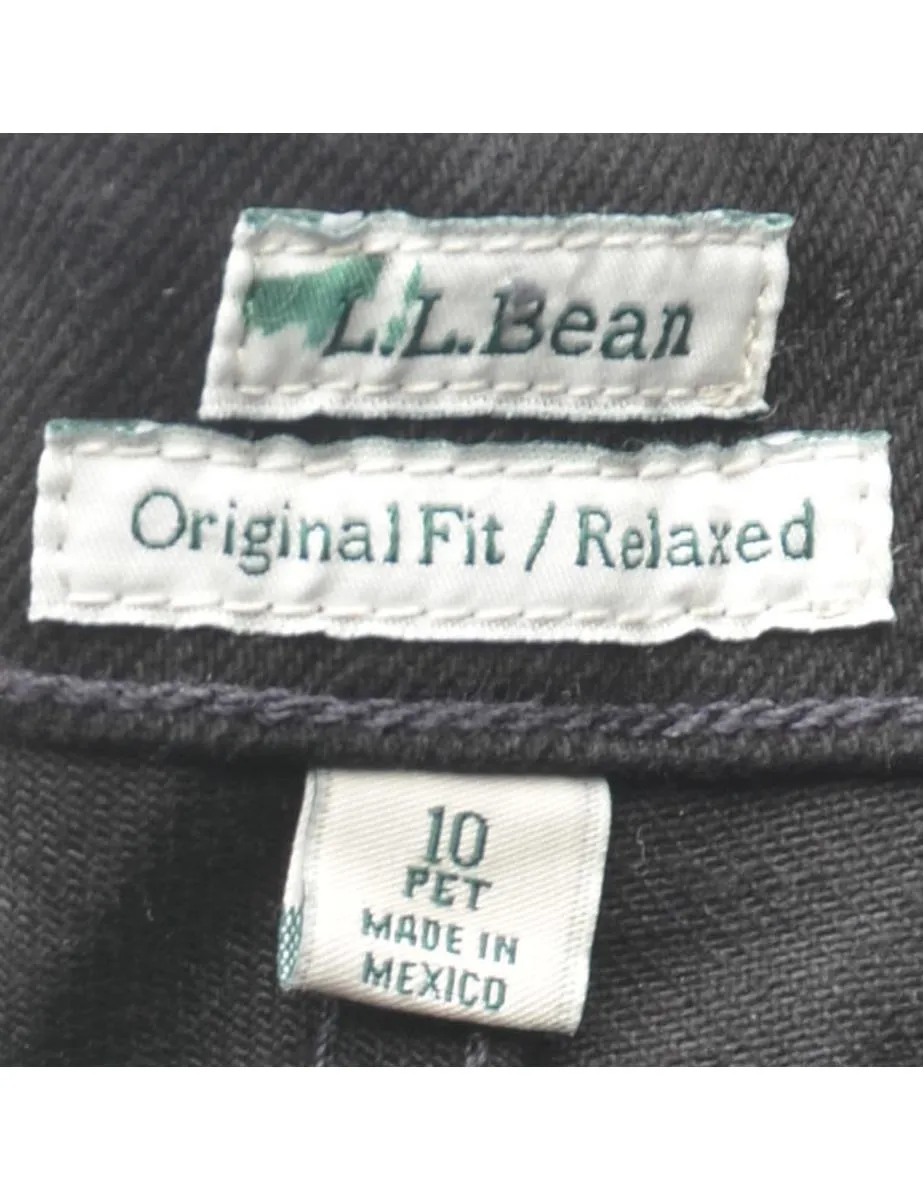 L.L.Bean
Original Fit / Relaxed
10
PET
MADE IN
MEXICO